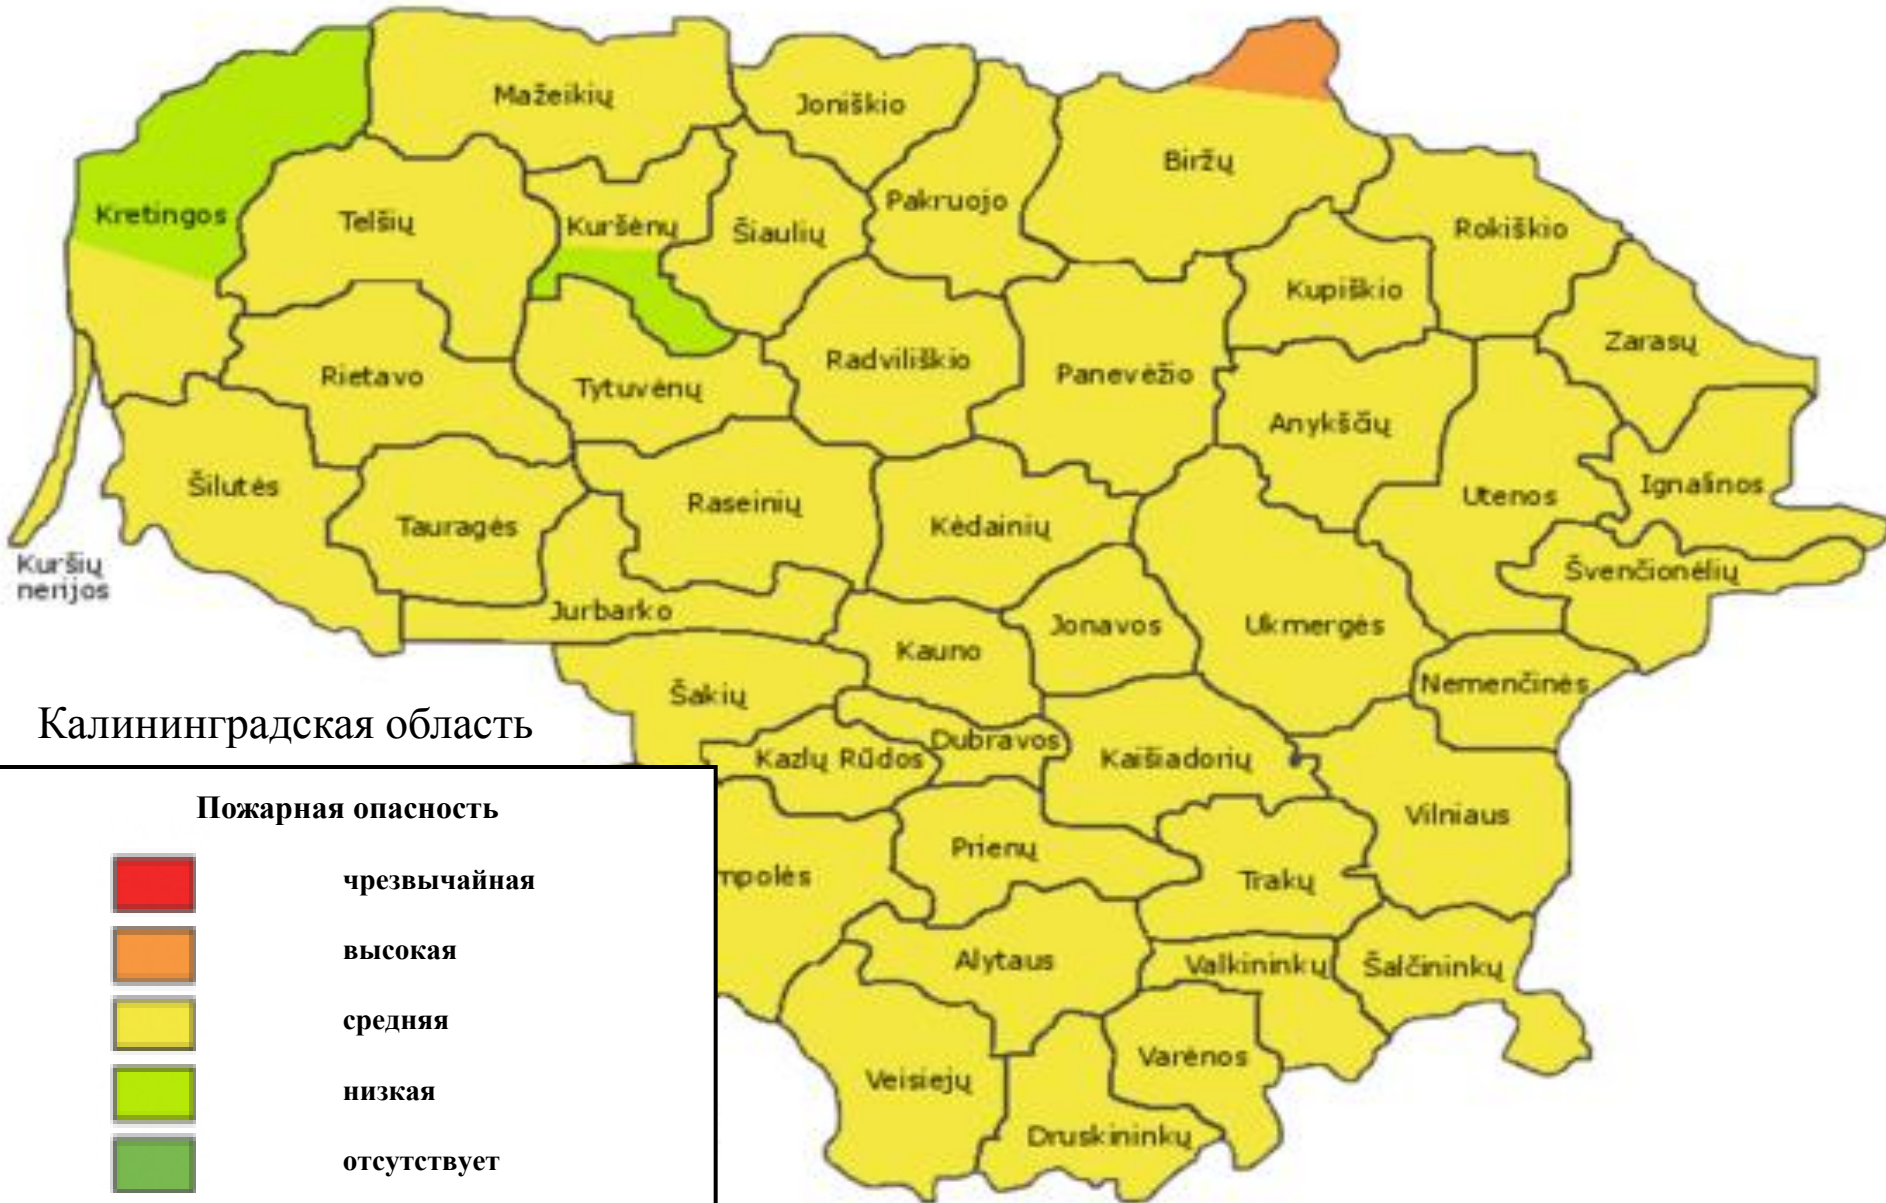 Mažeikių
Joniškio
Biržų
Pakruojo
Kretingos
Telšių
Kuršėnų
Šiaulių
Rokiškio
Kupiškio
Zarasų
Rietavo
Tytuvėnų
Radviliškio
Panevėžio
Anykščių
Šilutės
Tauragės
Raseinių
Kėdainių
Utenos
Ignalinos
Kuršių
nerijos
Švenčionėlių
Jurbarko
Kauno
Jonavos
Ukmergės
Šakių
Nemenčinės
Калининградская область
Kazlų Rūdos
Dubravos
Kaišiadorių
Vilniaus
Prienų
mpolės
Trakų
Alytaus
Valkininkų
Šalčininkų
Veisiejų
Varėnos
Druskininkų
Пожарная опасность
чрезвычайная
высокая
средняя
низкая
отсутствует